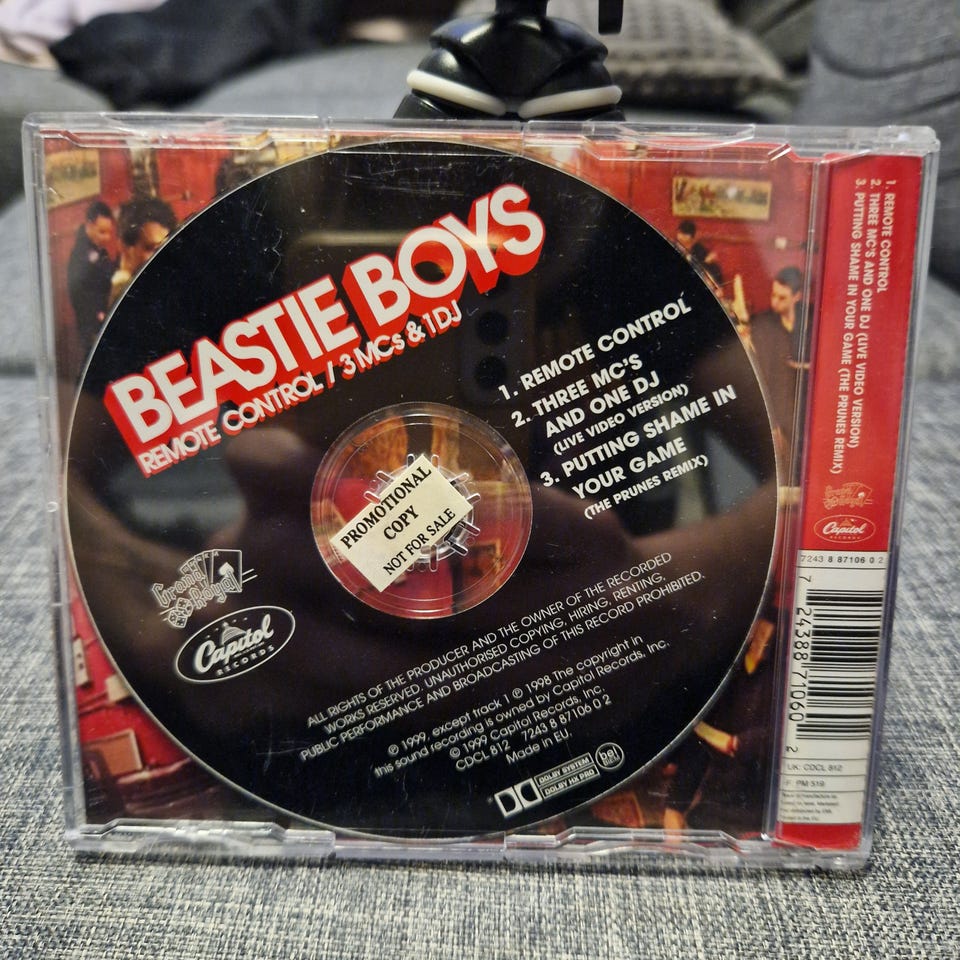 BEASTIE BOYS
REMOTE CONTROL / 3 MCs & 1 DJ
1. REMOTE CONTROL
2. THREE MC'S
AND ONE DJ
(LIVE VIDEO VERSION)
3. PUTTING SHAME IN
YOUR GAME
(THE PRUNES REMIX)
PROMOTIONAL
COPY
NOT FOR SALE
Grand
Royal
Capitol
RECORDS
ALL RIGHTS OF THE PRODUCER AND THE OWNER OF THE RECORDED
WORKS RESERVED. UNAUTHORISED COPYING, HIRING, RENTING,
PUBLIC PERFORMANCE AND BROADCASTING OF THIS RECORD PROHIBITED.
℗ 1999, except track 1 ℗ 1998 The copyright in
this sound recording is owned by Capitol Records, Inc.
© 1999 Capitol Records, Inc.
CDCL 812 7243 8 87106 0 2
Made in EU.
DOLBY SYSTEM
DOLBY HX PRO
1. REMOTE CONTROL
2. THREE MC'S AND ONE DJ (LIVE VIDEO VERSION)
3. PUTTING SHAME IN YOUR GAME (THE PRUNES REMIX)
Capitol
RECORDS
7243 8 87106 0 2
7 24388 71060 2
UK: CDCL 812
F: PM 519